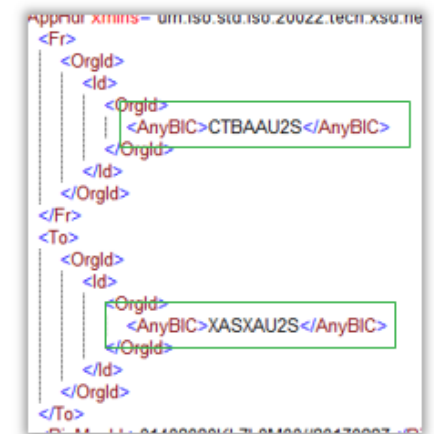 <Fr>
<OrgId>
<Id>
<OrgId>
<AnyBIC>CTBAAU2S</AnyBIC>
</OrgId>
</Id>
</OrgId>
</Fr>
<To>
<OrgId>
<Id>
<OrgId>
<AnyBIC>XASXAU2S</AnyBIC>
</OrgId>
</Id>
</OrgId>
</To>